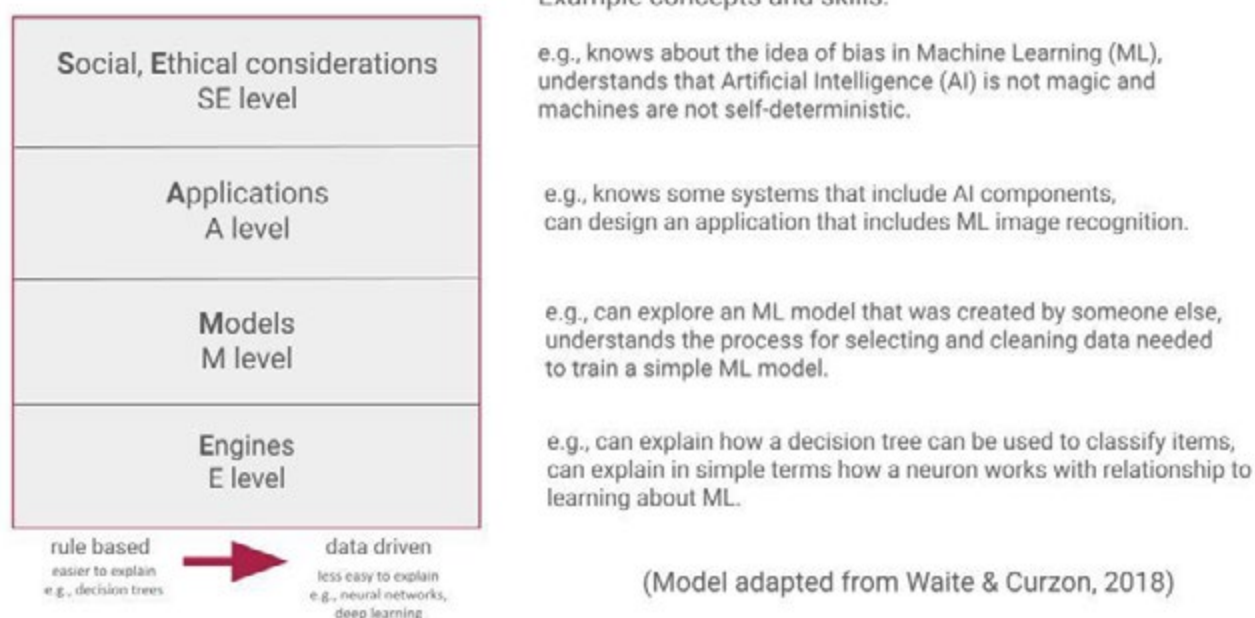 Example concepts and skills:
Social, Ethical considerations
SE level
e.g., knows about the idea of bias in Machine Learning (ML),
understands that Artificial Intelligence (AI) is not magic and
machines are not self-deterministic.
Applications
A level
e.g., knows some systems that include AI components,
can design an application that includes ML image recognition.
Models
M level
e.g., can explore an ML model that was created by someone else,
understands the process for selecting and cleaning data needed
to train a simple ML model.
Engines
E level
e.g., can explain how a decision tree can be used to classify items,
can explain in simple terms how a neuron works with relationship to
learning about ML.
rule based
easier to explain
e.g., decision trees
data driven
less easy to explain
e.g., neural networks,
deep learning
(Model adapted from Waite & Curzon, 2018)